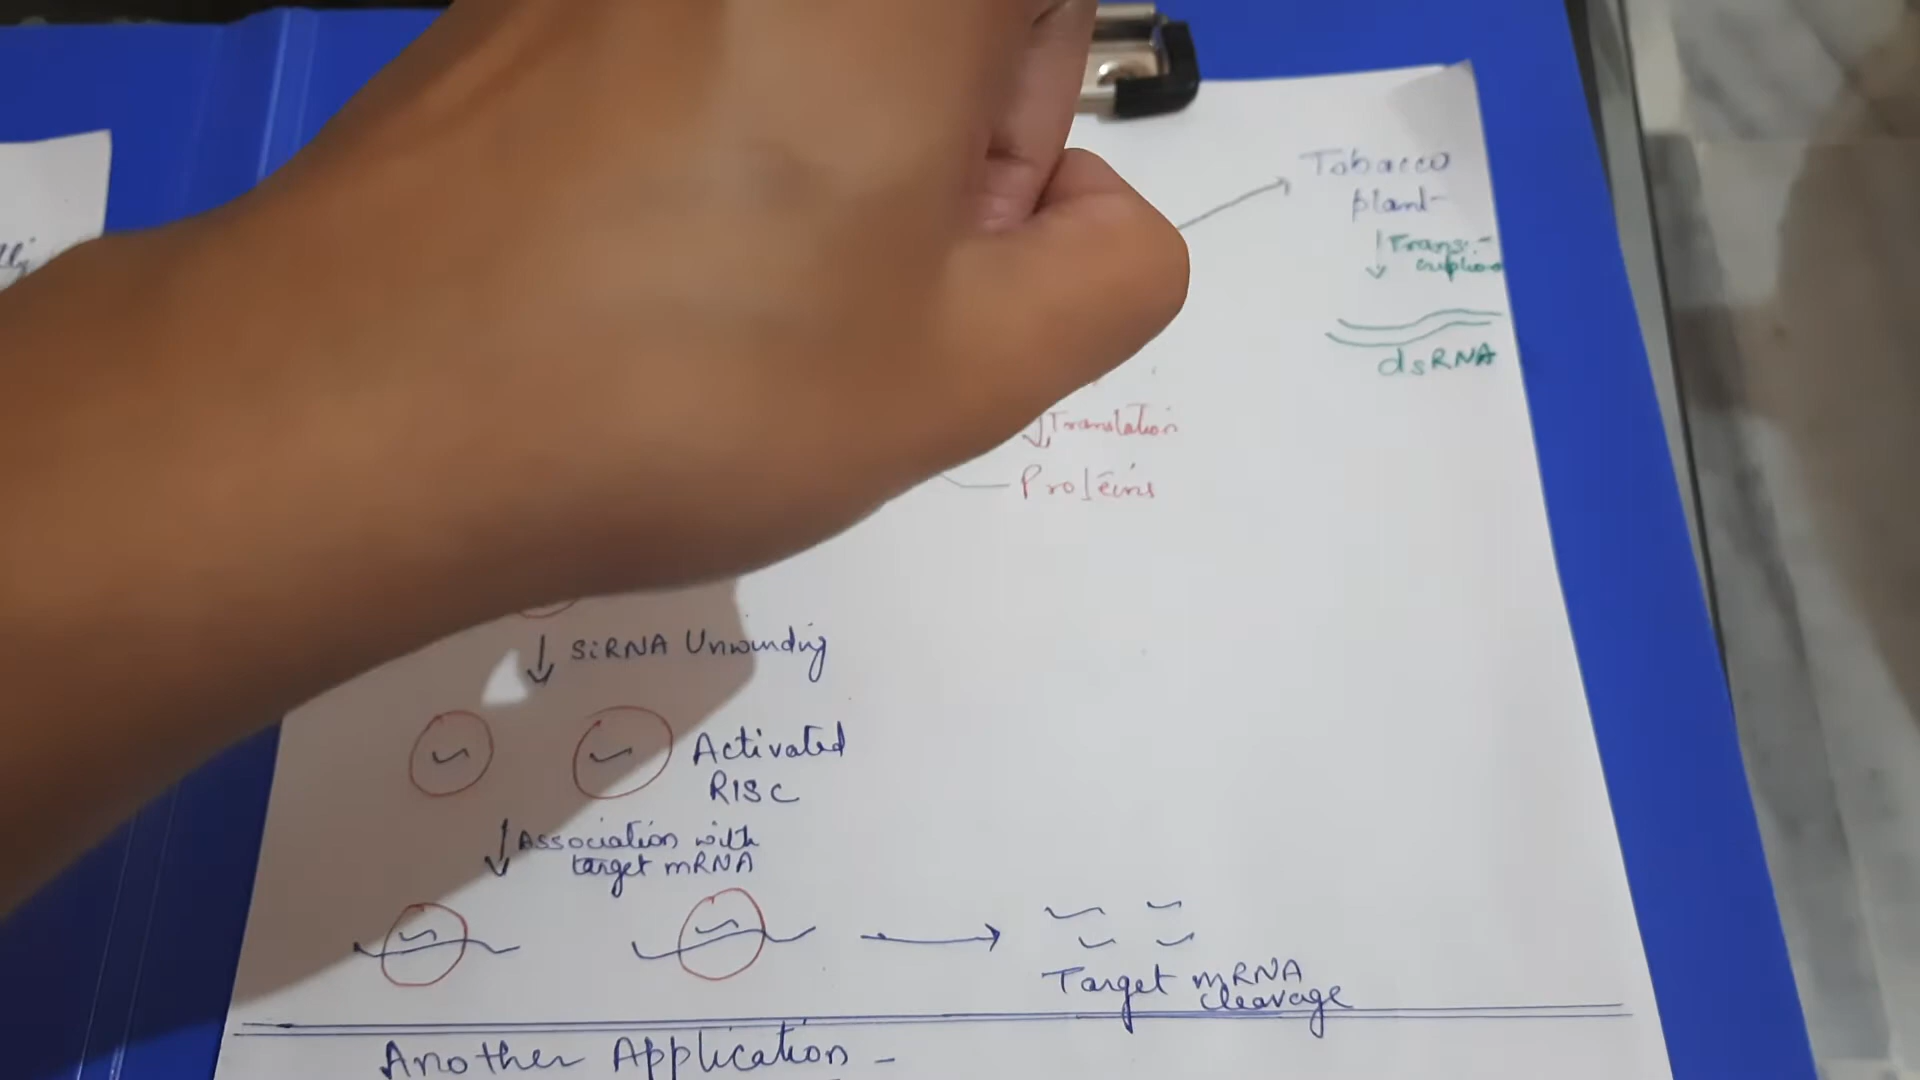 Tobacco
plant
Trans-
cription
dsRNA
Translation
Proteins
SiRNA Unwinding
Activated
RISC
Association with
target mRNA
Target mRNA
cleavage
Another Application -